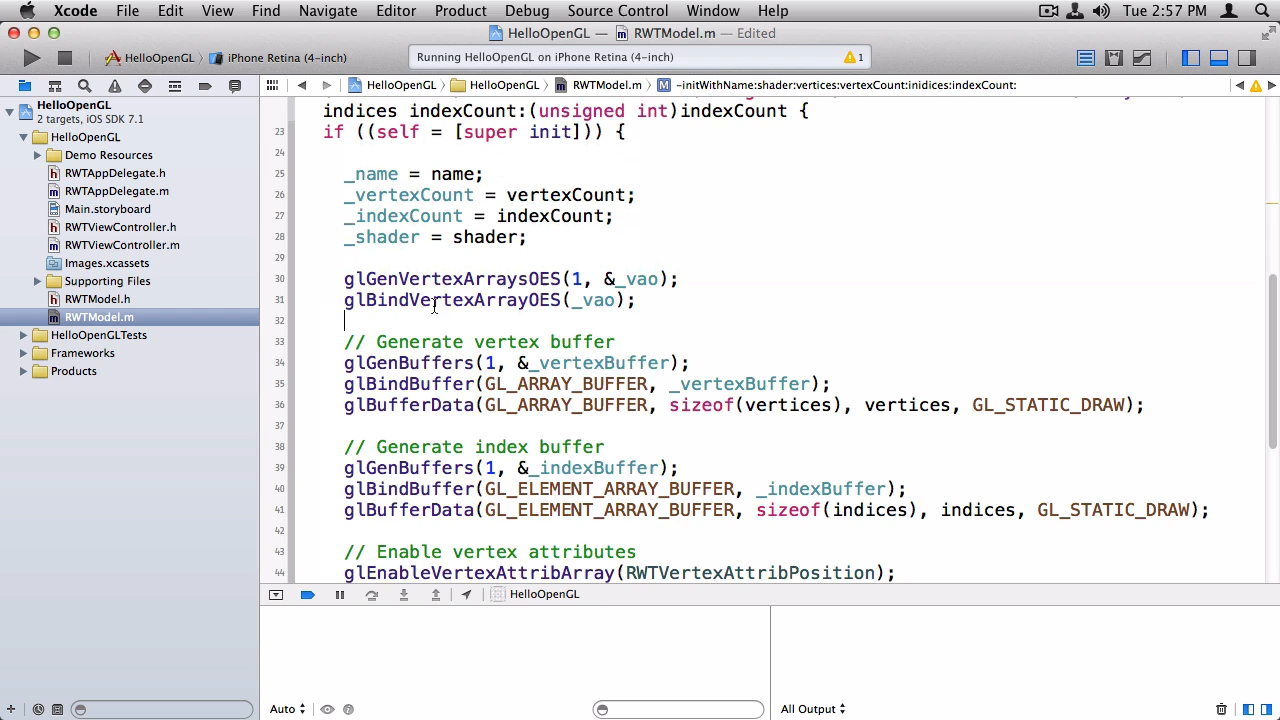 Xcode File Edit View Find Navigate Editor Product Debug Source Control Window Help Tue 2:57 PM
HelloOpenGL — RWTModel.m — Edited
HelloOpenGL iPhone Retina (4-inch) Running HelloOpenGL on iPhone Retina (4-inch) 1
HelloOpenGL HelloOpenGL RWTModel.m M -initWithName:shader:vertices:vertexCount:inidices:indexCount:
HelloOpenGL
2 targets, iOS SDK 7.1
HelloOpenGL
Demo Resources
h RWTAppDelegate.h
m RWTAppDelegate.m
Main.storyboard
h RWTViewController.h
m RWTViewController.m
Images.xcassets
Supporting Files
h RWTModel.h
m RWTModel.m
HelloOpenGLTests
Frameworks
Products
indices indexCount:(unsigned int)indexCount {
23 if ((self = [super init])) {
24
25 _name = name;
26 _vertexCount = vertexCount;
27 _indexCount = indexCount;
28 _shader = shader;
29
30 glGenVertexArraysOES(1, &_vao);
31 glBindVertexArrayOES(_vao);
32
33 // Generate vertex buffer
34 glGenBuffers(1, &_vertexBuffer);
35 glBindBuffer(GL_ARRAY_BUFFER, _vertexBuffer);
36 glBufferData(GL_ARRAY_BUFFER, sizeof(vertices), vertices, GL_STATIC_DRAW);
37
38 // Generate index buffer
39 glGenBuffers(1, &_indexBuffer);
40 glBindBuffer(GL_ELEMENT_ARRAY_BUFFER, _indexBuffer);
41 glBufferData(GL_ELEMENT_ARRAY_BUFFER, sizeof(indices), indices, GL_STATIC_DRAW);
42
43 // Enable vertex attributes
44 glEnableVertexAttribArray(RWTVertexAttribPosition);
HelloOpenGL
Auto
All Output